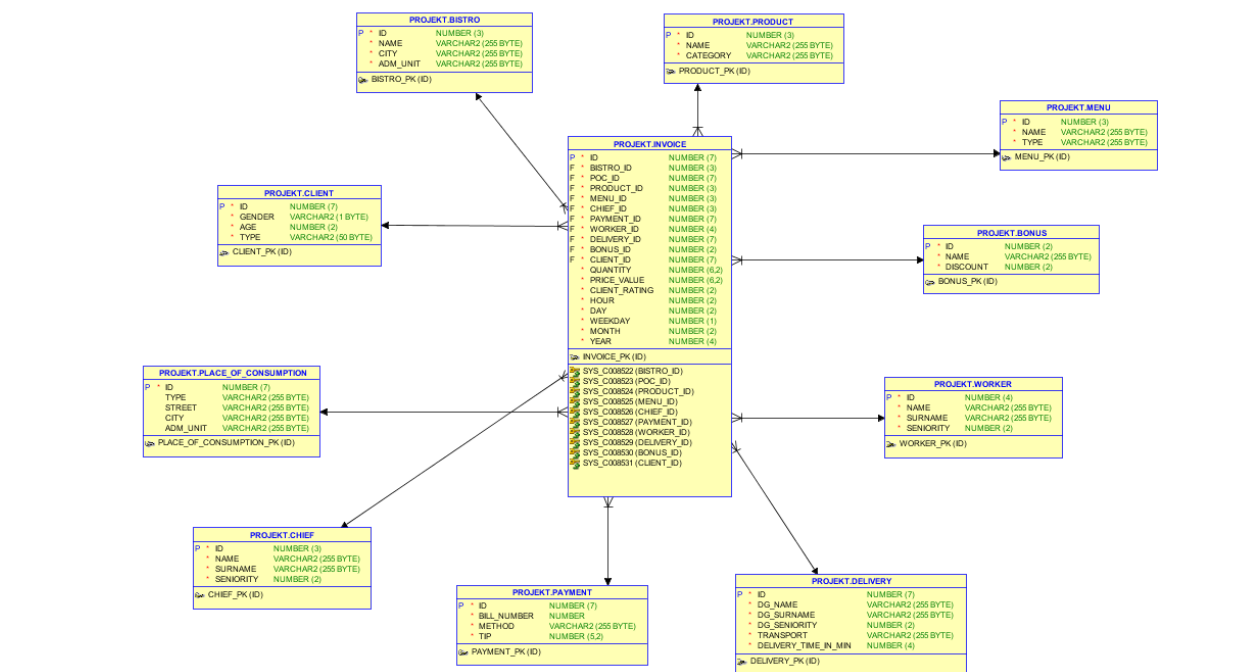 PROJEKT.BISTRO
P * ID NUMBER (3)
* NAME VARCHAR2 (255 BYTE)
* CITY VARCHAR2 (255 BYTE)
* ADM_UNIT VARCHAR2 (255 BYTE)
BISTRO_PK (ID)
PROJEKT.PRODUCT
P * ID NUMBER (3)
* NAME VARCHAR2 (255 BYTE)
* CATEGORY VARCHAR2 (255 BYTE)
PRODUCT_PK (ID)
PROJEKT.MENU
P * ID NUMBER (3)
* NAME VARCHAR2 (255 BYTE)
* TYPE VARCHAR2 (255 BYTE)
MENU_PK (ID)
PROJEKT.INVOICE
P * ID NUMBER (7)
F * BISTRO_ID NUMBER (3)
F * POC_ID NUMBER (7)
F * PRODUCT_ID NUMBER (3)
F * MENU_ID NUMBER (3)
F * CHIEF_ID NUMBER (3)
F * PAYMENT_ID NUMBER (7)
F * WORKER_ID NUMBER (4)
F * DELIVERY_ID NUMBER (7)
F * BONUS_ID NUMBER (2)
F * CLIENT_ID NUMBER (7)
* QUANTITY NUMBER (6,2)
* PRICE_VALUE NUMBER (6,2)
* CLIENT_RATING NUMBER (2)
* HOUR NUMBER (2)
* DAY NUMBER (2)
* WEEKDAY NUMBER (1)
* MONTH NUMBER (2)
* YEAR NUMBER (4)
INVOICE_PK (ID)
SYS_C008522 (BISTRO_ID)
SYS_C008523 (POC_ID)
SYS_C008524 (PRODUCT_ID)
SYS_C008525 (MENU_ID)
SYS_C008526 (CHIEF_ID)
SYS_C008527 (PAYMENT_ID)
SYS_C008528 (WORKER_ID)
SYS_C008529 (DELIVERY_ID)
SYS_C008530 (BONUS_ID)
SYS_C008531 (CLIENT_ID)
PROJEKT.CLIENT
P * ID NUMBER (7)
* GENDER VARCHAR2 (1 BYTE)
* AGE NUMBER (2)
* TYPE VARCHAR2 (50 BYTE)
CLIENT_PK (ID)
PROJEKT.BONUS
P * ID NUMBER (2)
* NAME VARCHAR2 (255 BYTE)
* DISCOUNT NUMBER (2)
BONUS_PK (ID)
PROJEKT.PLACE_OF_CONSUMPTION
P * ID NUMBER (7)
TYPE VARCHAR2 (255 BYTE)
STREET VARCHAR2 (255 BYTE)
CITY VARCHAR2 (255 BYTE)
ADM_UNIT VARCHAR2 (255 BYTE)
PLACE_OF_CONSUMPTION_PK (ID)
PROJEKT.WORKER
P * ID NUMBER (4)
* NAME VARCHAR2 (255 BYTE)
* SURNAME VARCHAR2 (255 BYTE)
* SENIORITY NUMBER (2)
WORKER_PK (ID)
PROJEKT.CHIEF
P * ID NUMBER (3)
* NAME VARCHAR2 (255 BYTE)
* SURNAME VARCHAR2 (255 BYTE)
* SENIORITY NUMBER (2)
CHIEF_PK (ID)
PROJEKT.PAYMENT
P * ID NUMBER (7)
* BILL_NUMBER NUMBER
* METHOD VARCHAR2 (255 BYTE)
* TIP NUMBER (5,2)
PAYMENT_PK (ID)
PROJEKT.DELIVERY
P * ID NUMBER (7)
* DG_NAME VARCHAR2 (255 BYTE)
* DG_SURNAME VARCHAR2 (255 BYTE)
* DG_SENIORITY NUMBER (2)
* TRANSPORT VARCHAR2 (255 BYTE)
* DELIVERY_TIME_IN_MIN NUMBER (4)
DELIVERY_PK (ID)